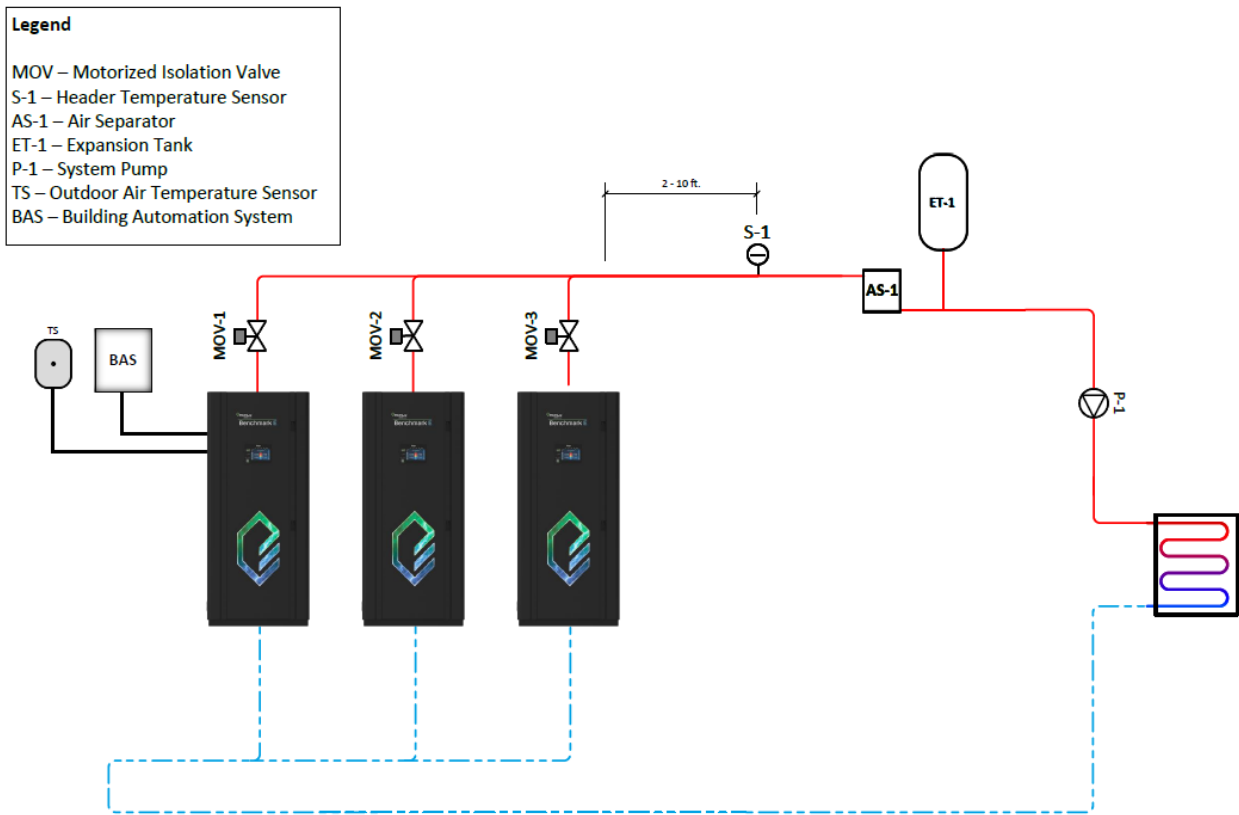 Legend
MOV – Motorized Isolation Valve
S-1 – Header Temperature Sensor
AS-1 – Air Separator
ET-1 – Expansion Tank
P-1 – System Pump
TS – Outdoor Air Temperature Sensor
BAS – Building Automation System
2 - 10 ft.
S-1
ET-1
AS-1
MOV-1
MOV-2
MOV-3
TS
BAS
P-1
Benchmark
Benchmark
Benchmark